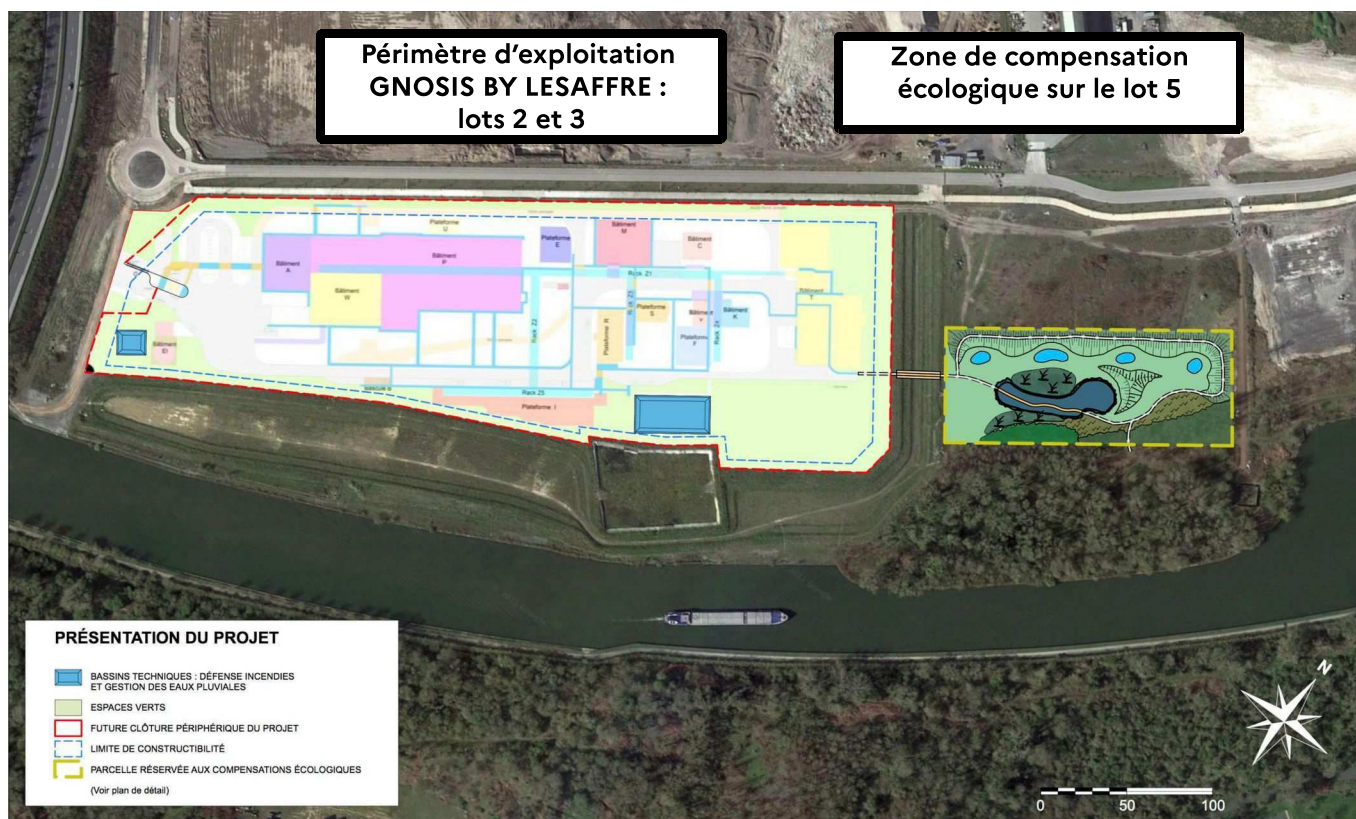 Périmètre d'exploitation
GNOSIS BY LESAFFRE :
lots 2 et 3
Zone de compensation
écologique sur le lot 5
Plateforme
U
Bâtiment
A
Bâtiment
P
Bâtiment
W
Plateforme
E
Bâtiment
M
Bâtiment
C
Rack Z1
Bâtiment
T
Rack Z2
Plateforme R
Plateforme
S
Bâtiment
Bâtiment
K
Rack Z4
Plateforme
F
Bâtiment
EI
Rack Z5
Plateforme I
PRÉSENTATION DU PROJET
BASSINS TECHNIQUES : DÉFENSE INCENDIES
ET GESTION DES EAUX PLUVIALES
ESPACES VERTS
FUTURE CLÔTURE PÉRIPHÉRIQUE DU PROJET
LIMITE DE CONSTRUCTIBILITÉ
PARCELLE RÉSERVÉE AUX COMPENSATIONS ÉCOLOGIQUES
(Voir plan de détail)
N
0 50 100